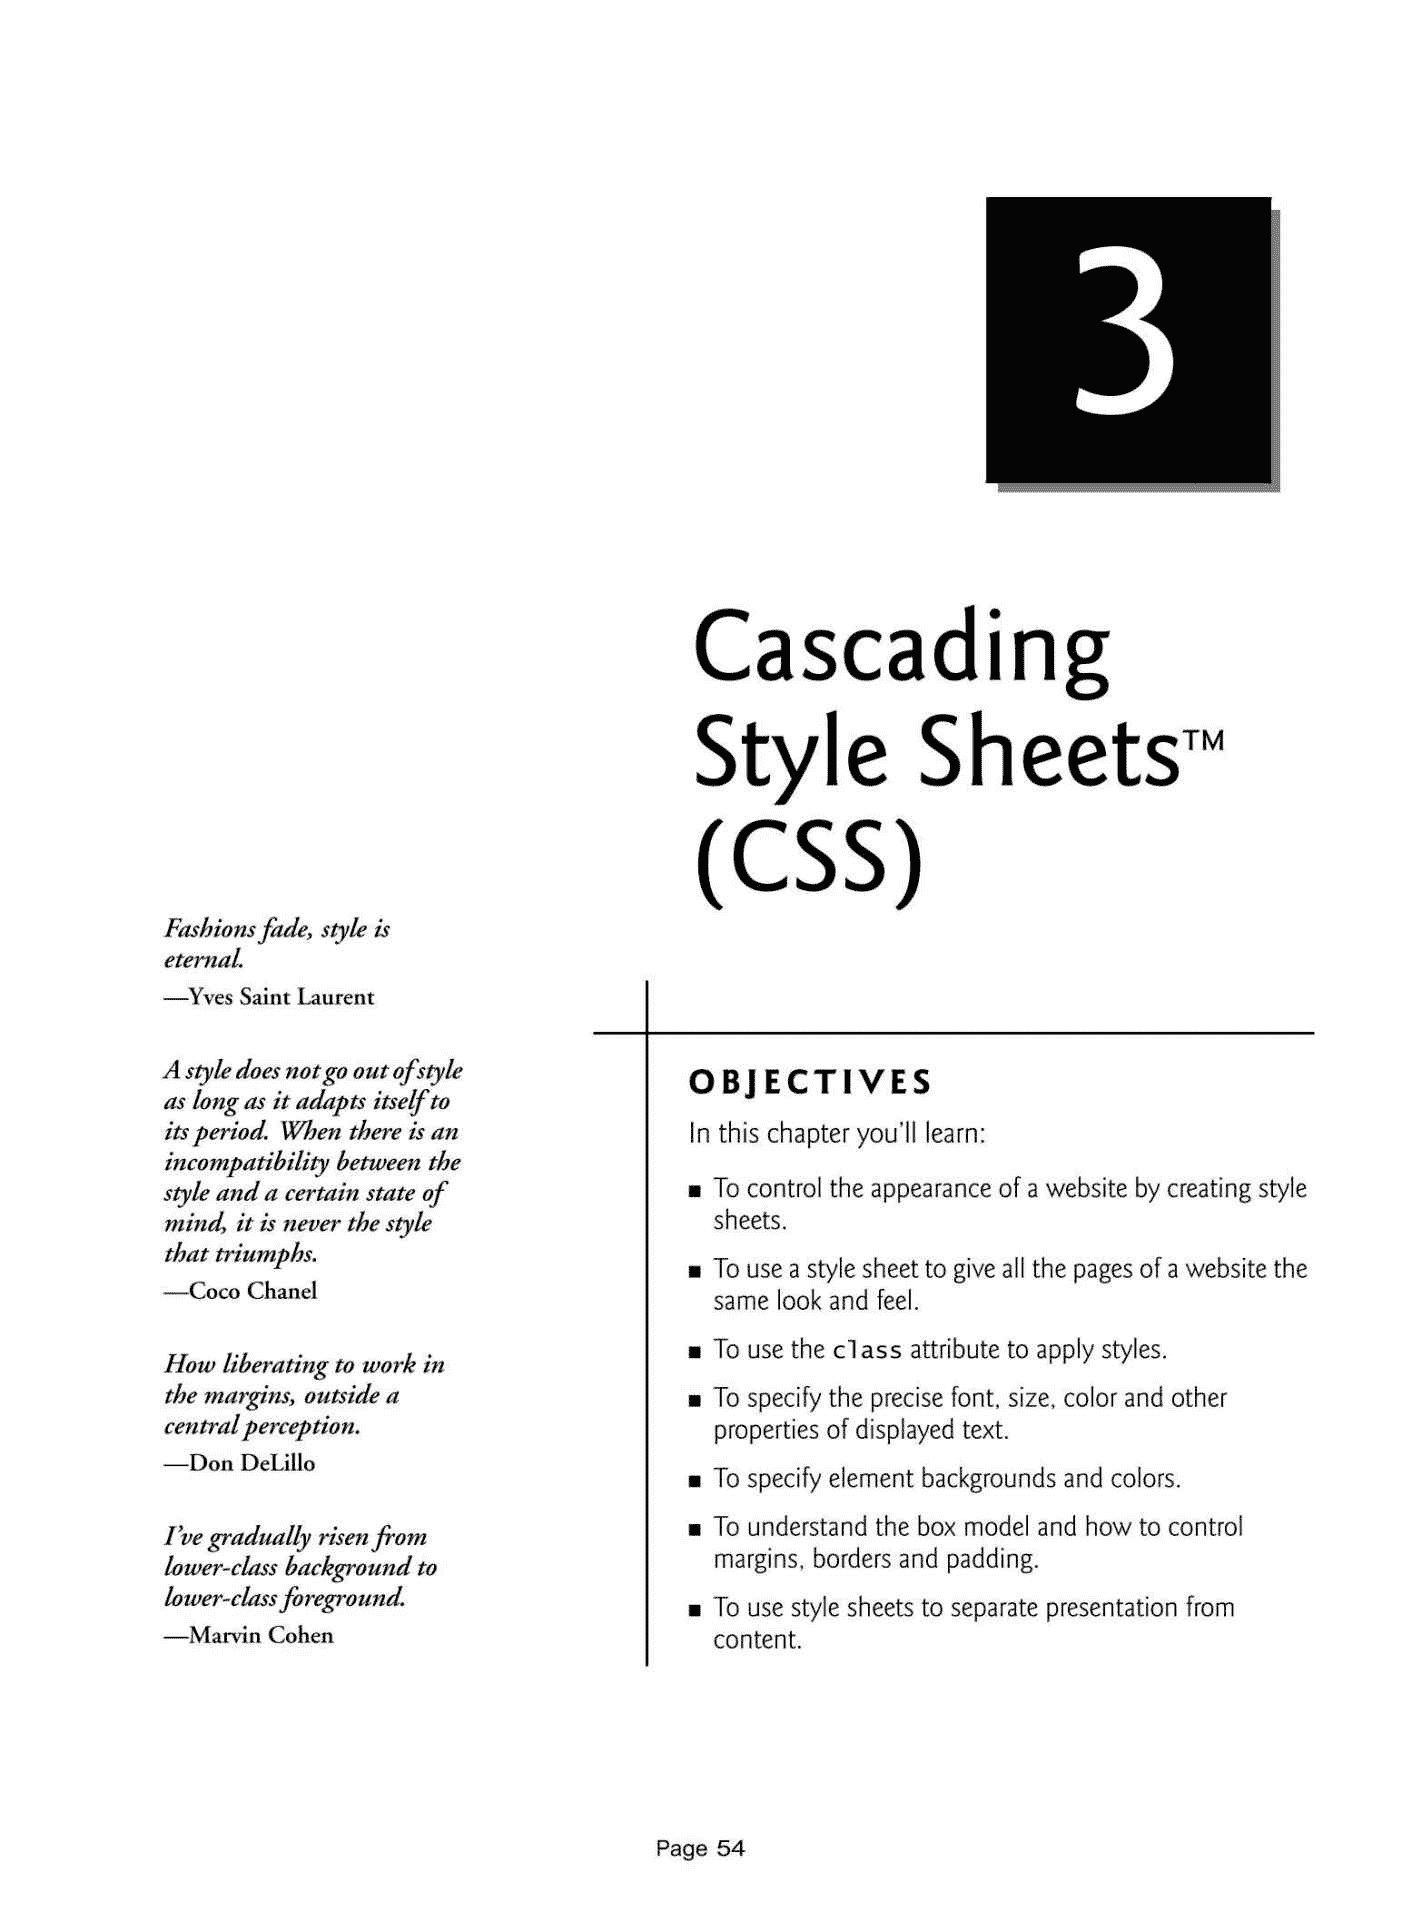 3
Cascading
Style Sheets™
(CSS)
Fashions fade, style is
eternal.
—Yves Saint Laurent
A style does not go out of style
as long as it adapts itself to
its period. When there is an
incompatibility between the
style and a certain state of
mind, it is never the style
that triumphs.
—Coco Chanel
How liberating to work in
the margins, outside a
central perception.
—Don DeLillo
I've gradually risen from
lower-class background to
lower-class foreground.
—Marvin Cohen
OBJECTIVES
In this chapter you'll learn:
■ To control the appearance of a website by creating style
sheets.
■ To use a style sheet to give all the pages of a website the
same look and feel.
■ To use the class attribute to apply styles.
■ To specify the precise font, size, color and other
properties of displayed text.
■ To specify element backgrounds and colors.
■ To understand the box model and how to control
margins, borders and padding.
■ To use style sheets to separate presentation from
content.
Page 54